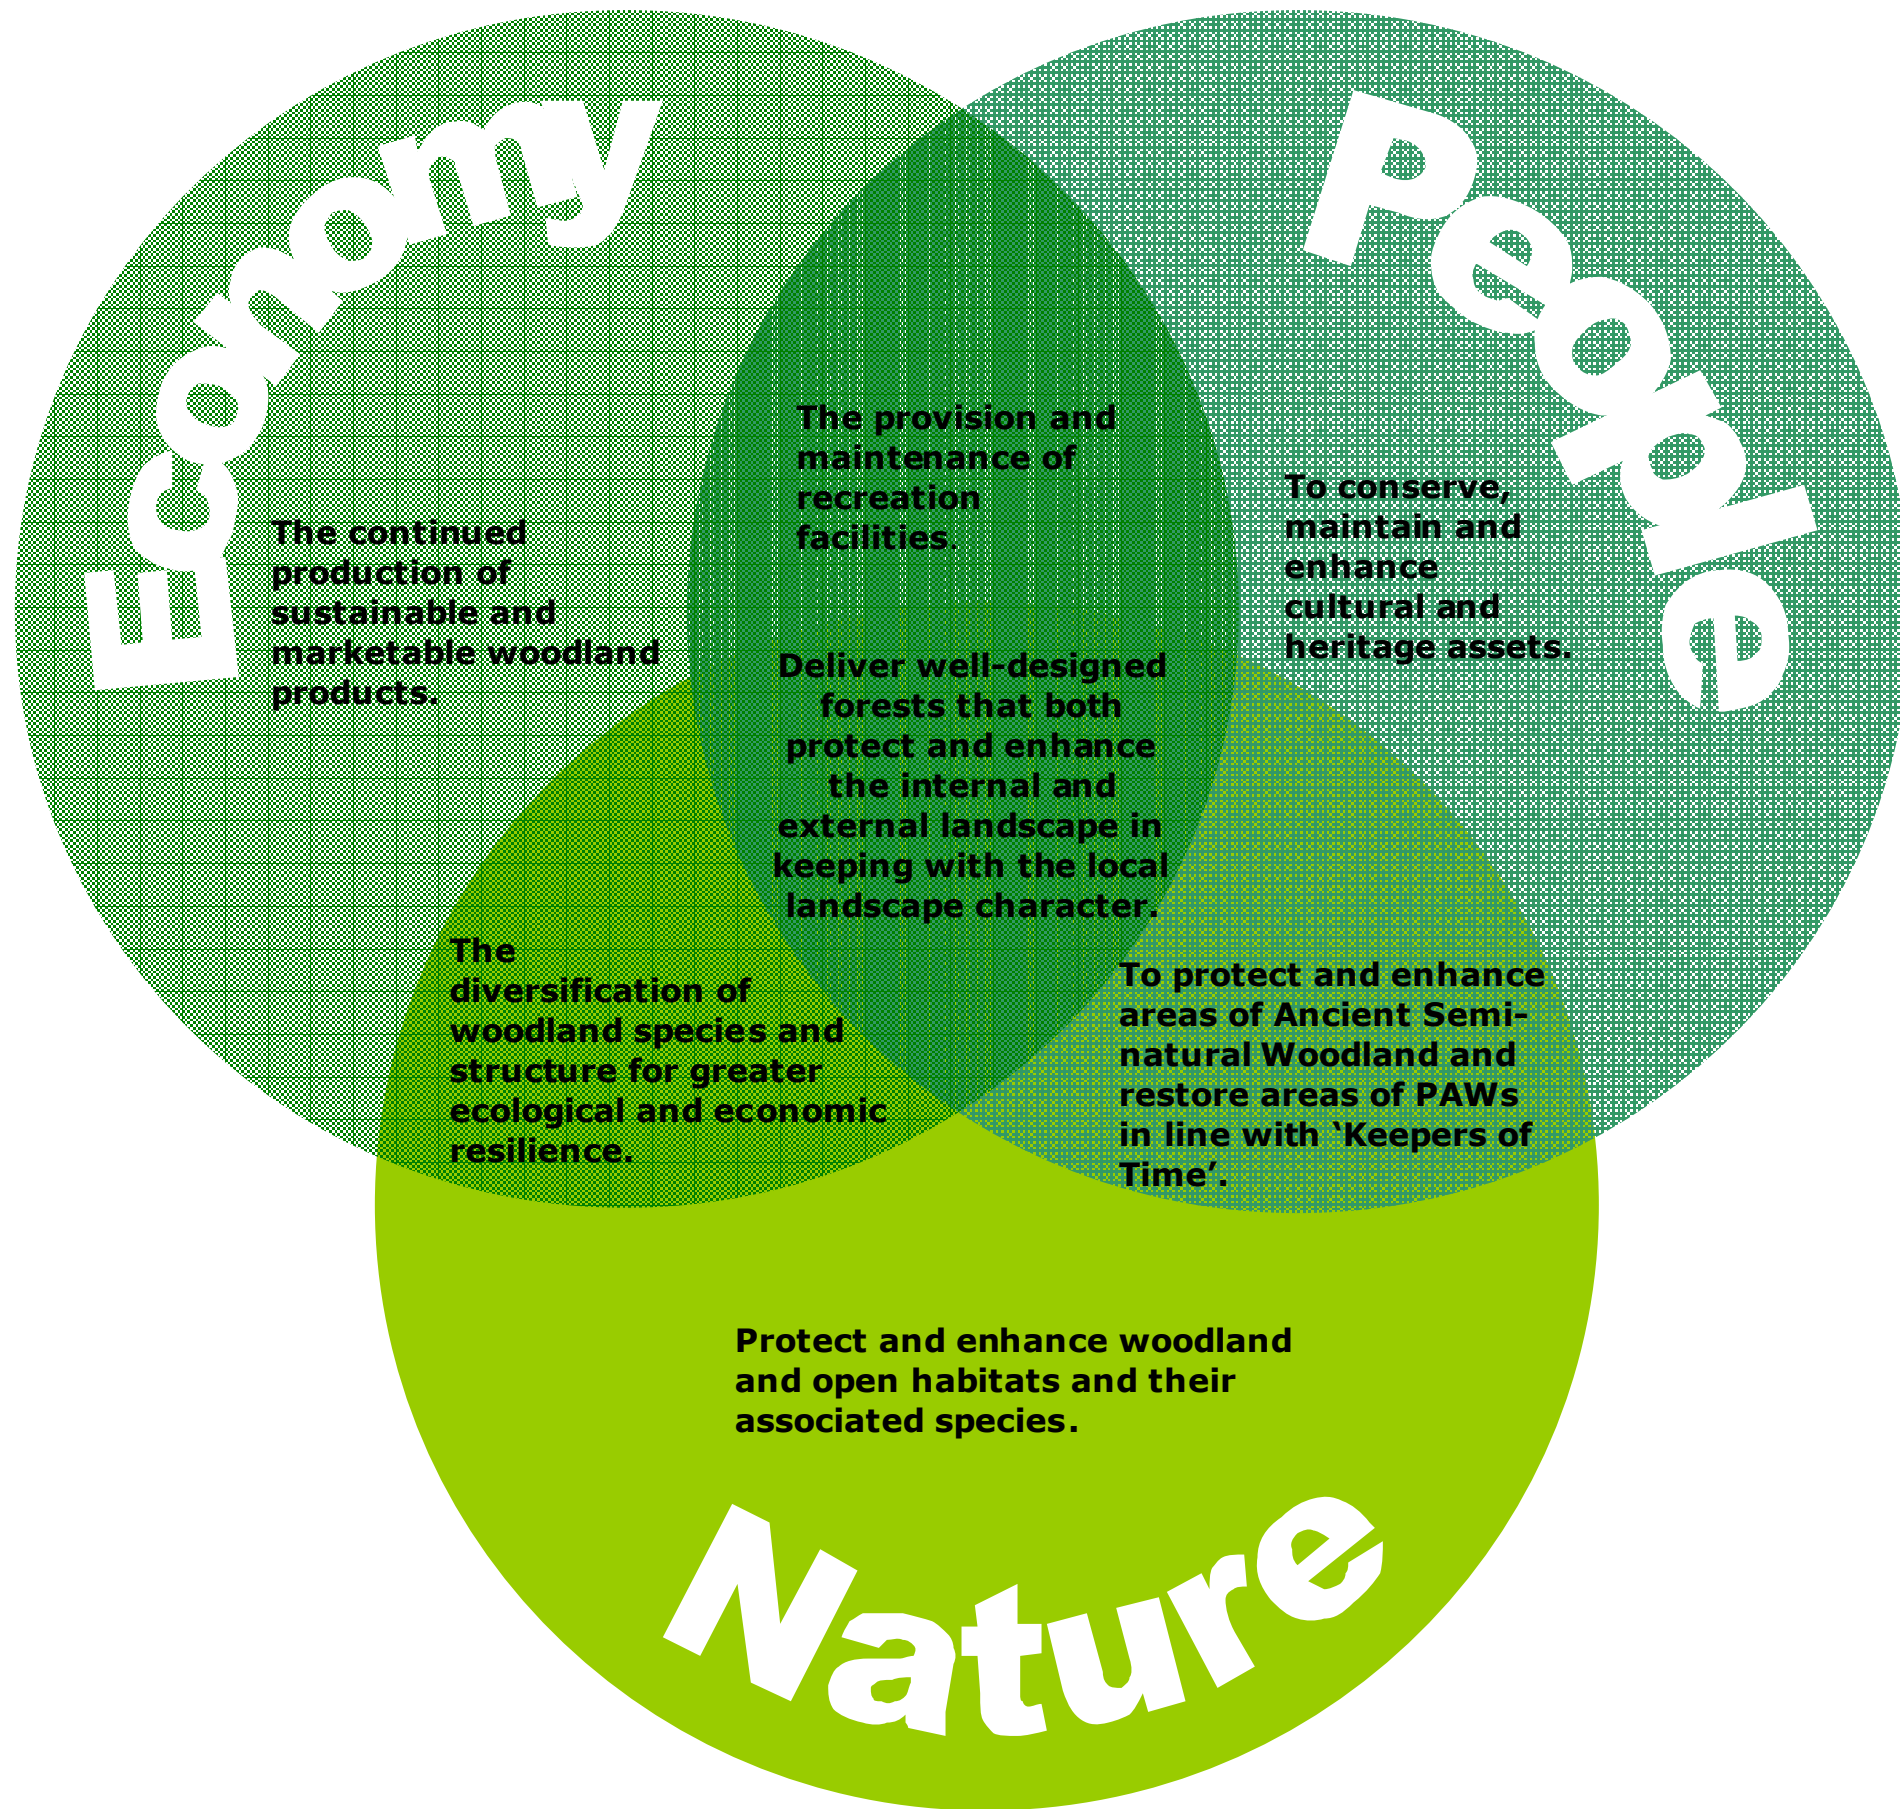 Economy
People
The provision and
maintenance of
recreation
facilities.
The continued
production of
sustainable and
marketable woodland
products.
To conserve,
maintain and
enhance
cultural and
heritage assets.
Deliver well-designed
forests that both
protect and enhance
the internal and
external landscape in
keeping with the local
landscape character.
The
diversification of
woodland species and
structure for greater
ecological and economic
resilience.
To protect and enhance
areas of Ancient Semi-
natural Woodland and
restore areas of PAWs
in line with ‘Keepers of
Time’.
Protect and enhance woodland
and open habitats and their
associated species.
Nature